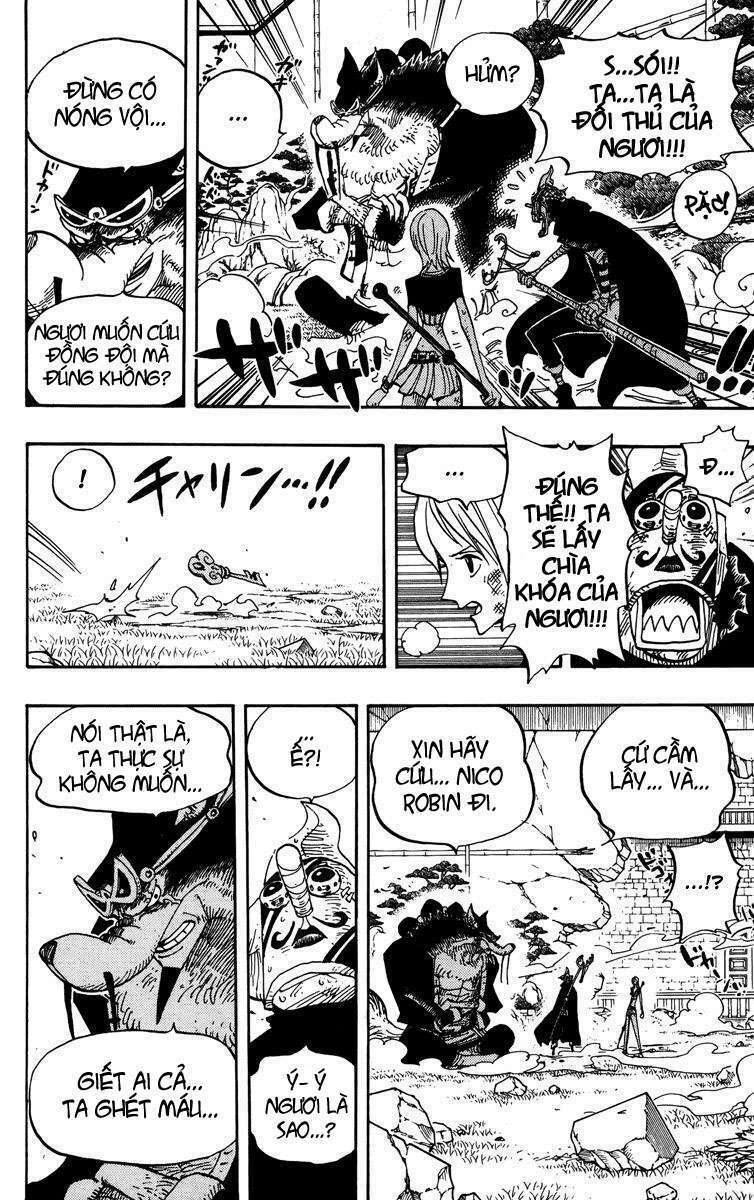 S...SÓI!!
TA...TA LÀ
ĐỐI THỦ CỦA
NGƯƠI!!!
PẶC!
HỬM?
...
ĐỪNG CÓ
NÓNG VỘI...
NGƯƠI MUỐN CỨU
ĐỒNG ĐỘI MÀ
ĐÚNG KHÔNG?
Đ...
ĐÚNG
THẾ!! TA
SẼ LẤY
CHÌA
KHÓA CỦA
NGƯƠI!!!
...
チャリン…!!
!
CỨ CẦM
LẤY... VÀ...
XIN HÃY
CỨU... NICO
ROBIN ĐI.
...!?
...
Ế?!
Ý- Ý
NGƯƠI LÀ
SAO...?
NÓI THẬT LÀ,
TA THỰC SỰ
KHÔNG MUỐN...
GIẾT AI CẢ...
TA GHÉT MÁU...